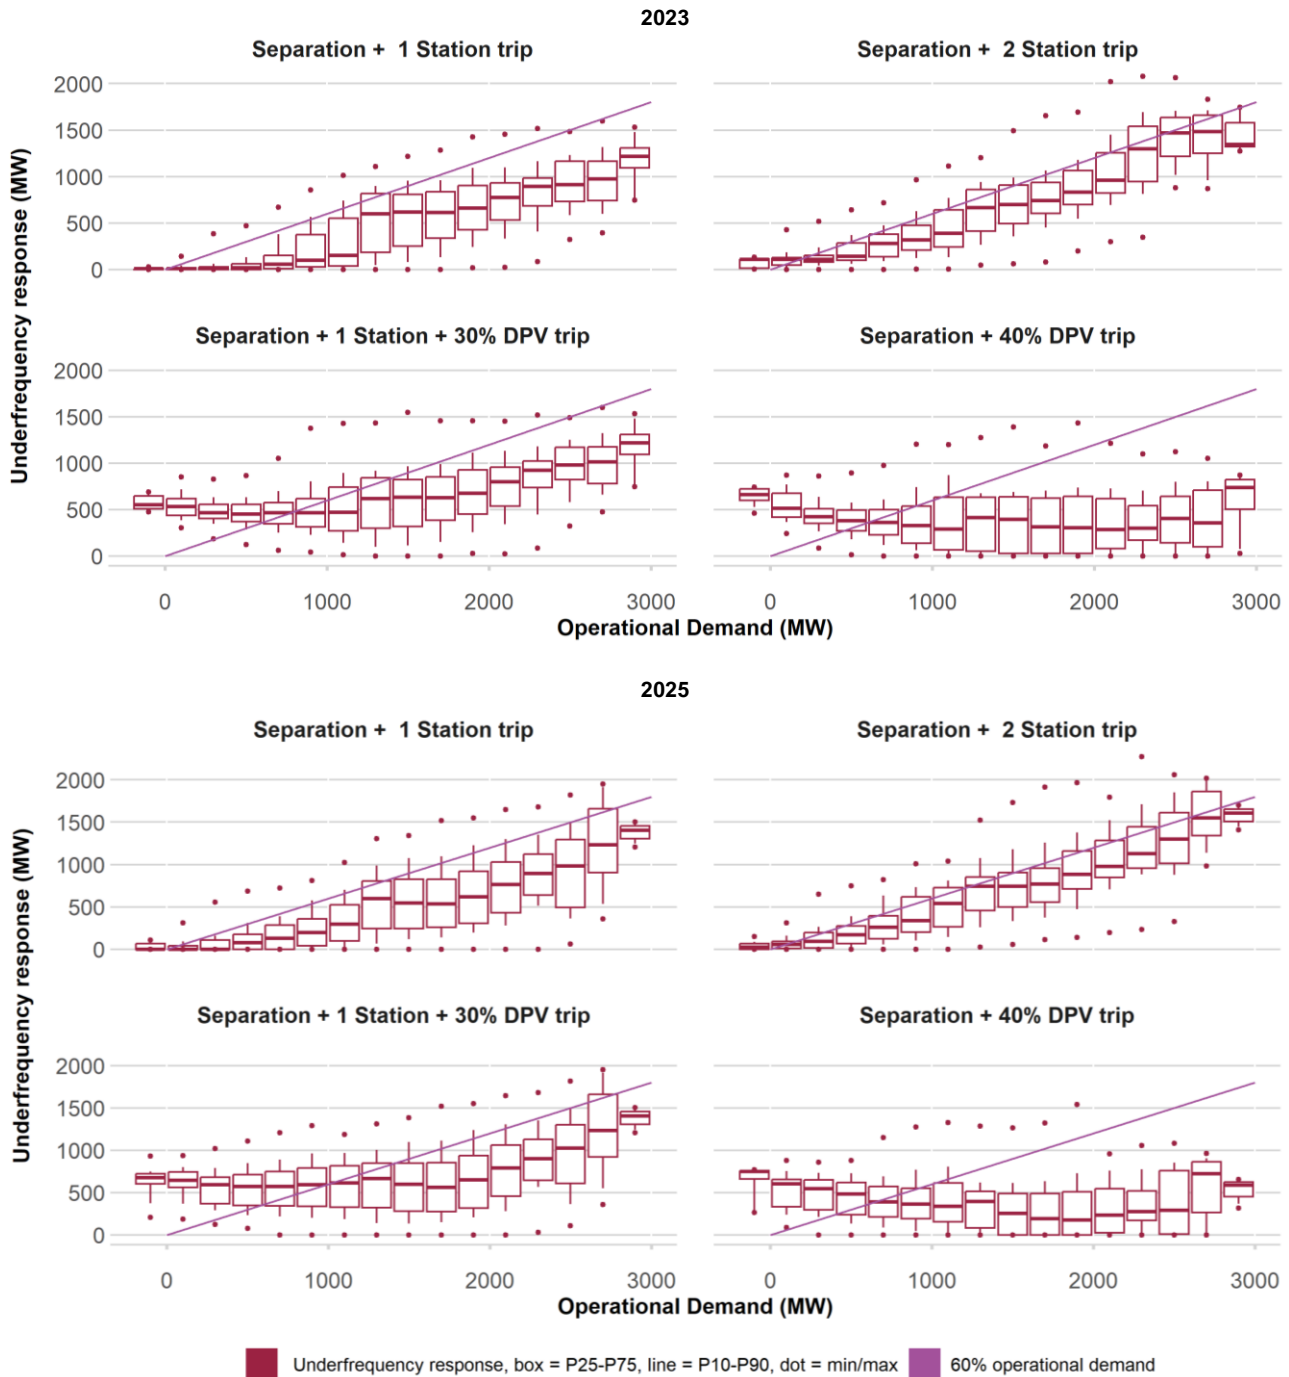 2023
Separation + 1 Station trip
Separation + 2 Station trip
2000
1500
1000
500
0
Separation + 1 Station + 30% DPV trip
Separation + 40% DPV trip
2000
1500
1000
500
0
Underfrequency response (MW)
0 1000 2000 3000
0 1000 2000 3000
Operational Demand (MW)
2025
Separation + 1 Station trip
Separation + 2 Station trip
2000
1500
1000
500
0
Separation + 1 Station + 30% DPV trip
Separation + 40% DPV trip
2000
1500
1000
500
0
Underfrequency response (MW)
0 1000 2000 3000
0 1000 2000 3000
Operational Demand (MW)
Underfrequency response, box = P25-P75, line = P10-P90, dot = min/max
60% operational demand